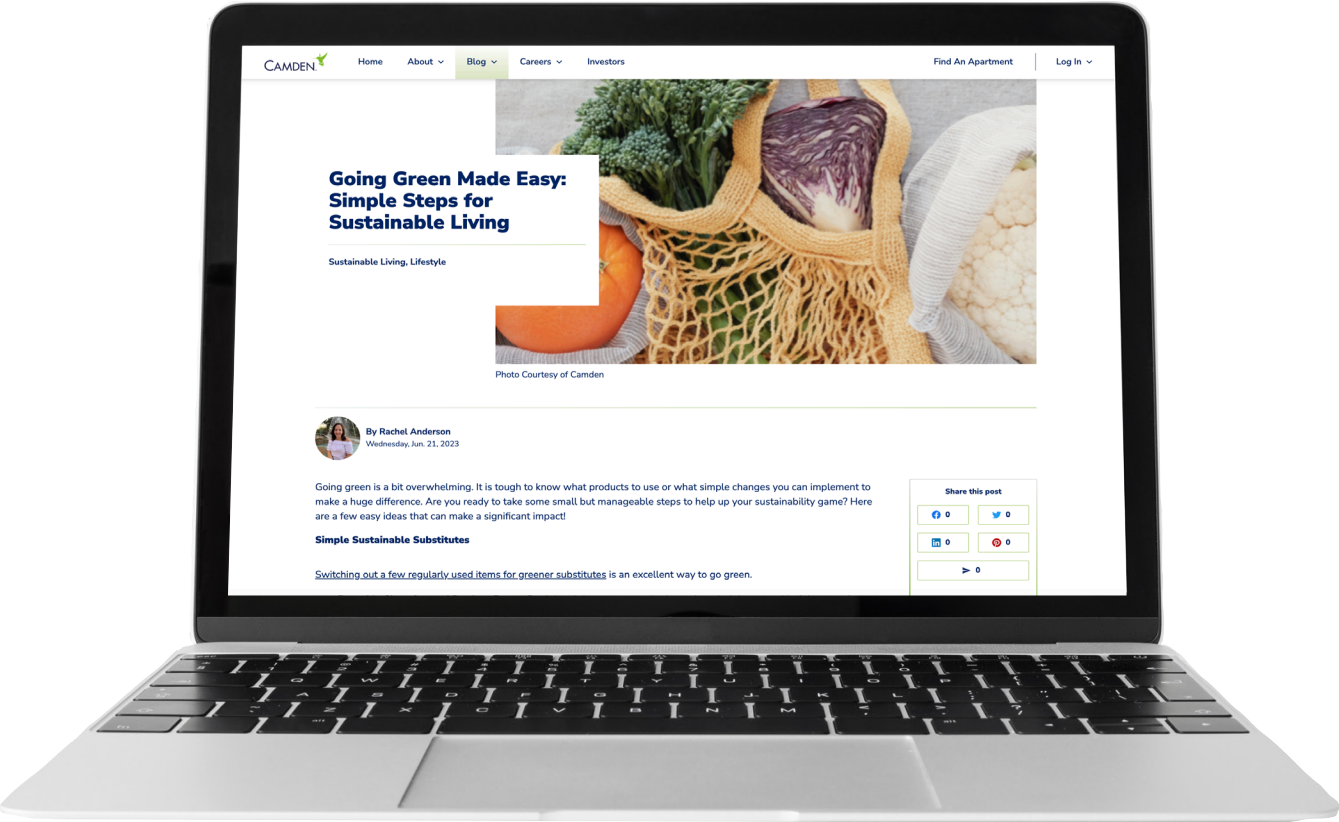 CAMDEN
Home About Blog Careers Investors Find An Apartment Log In
Going Green Made Easy:
Simple Steps for
Sustainable Living
Sustainable Living, Lifestyle
Photo Courtesy of Camden
By Rachel Anderson
Wednesday, Jun. 21, 2023
Going green is a bit overwhelming. It is tough to know what products to use or what simple changes you can implement to
make a huge difference. Are you ready to take some small but manageable steps to help up your sustainability game? Here
are a few easy ideas that can make a significant impact!
Simple Sustainable Substitutes
Switching out a few regularly used items for greener substitutes is an excellent way to go green.
Share this post
0 0
0 0
0
Q W E R T Y U I O P
A S D F G H J K L
Z X C V B N M
fn alt alt